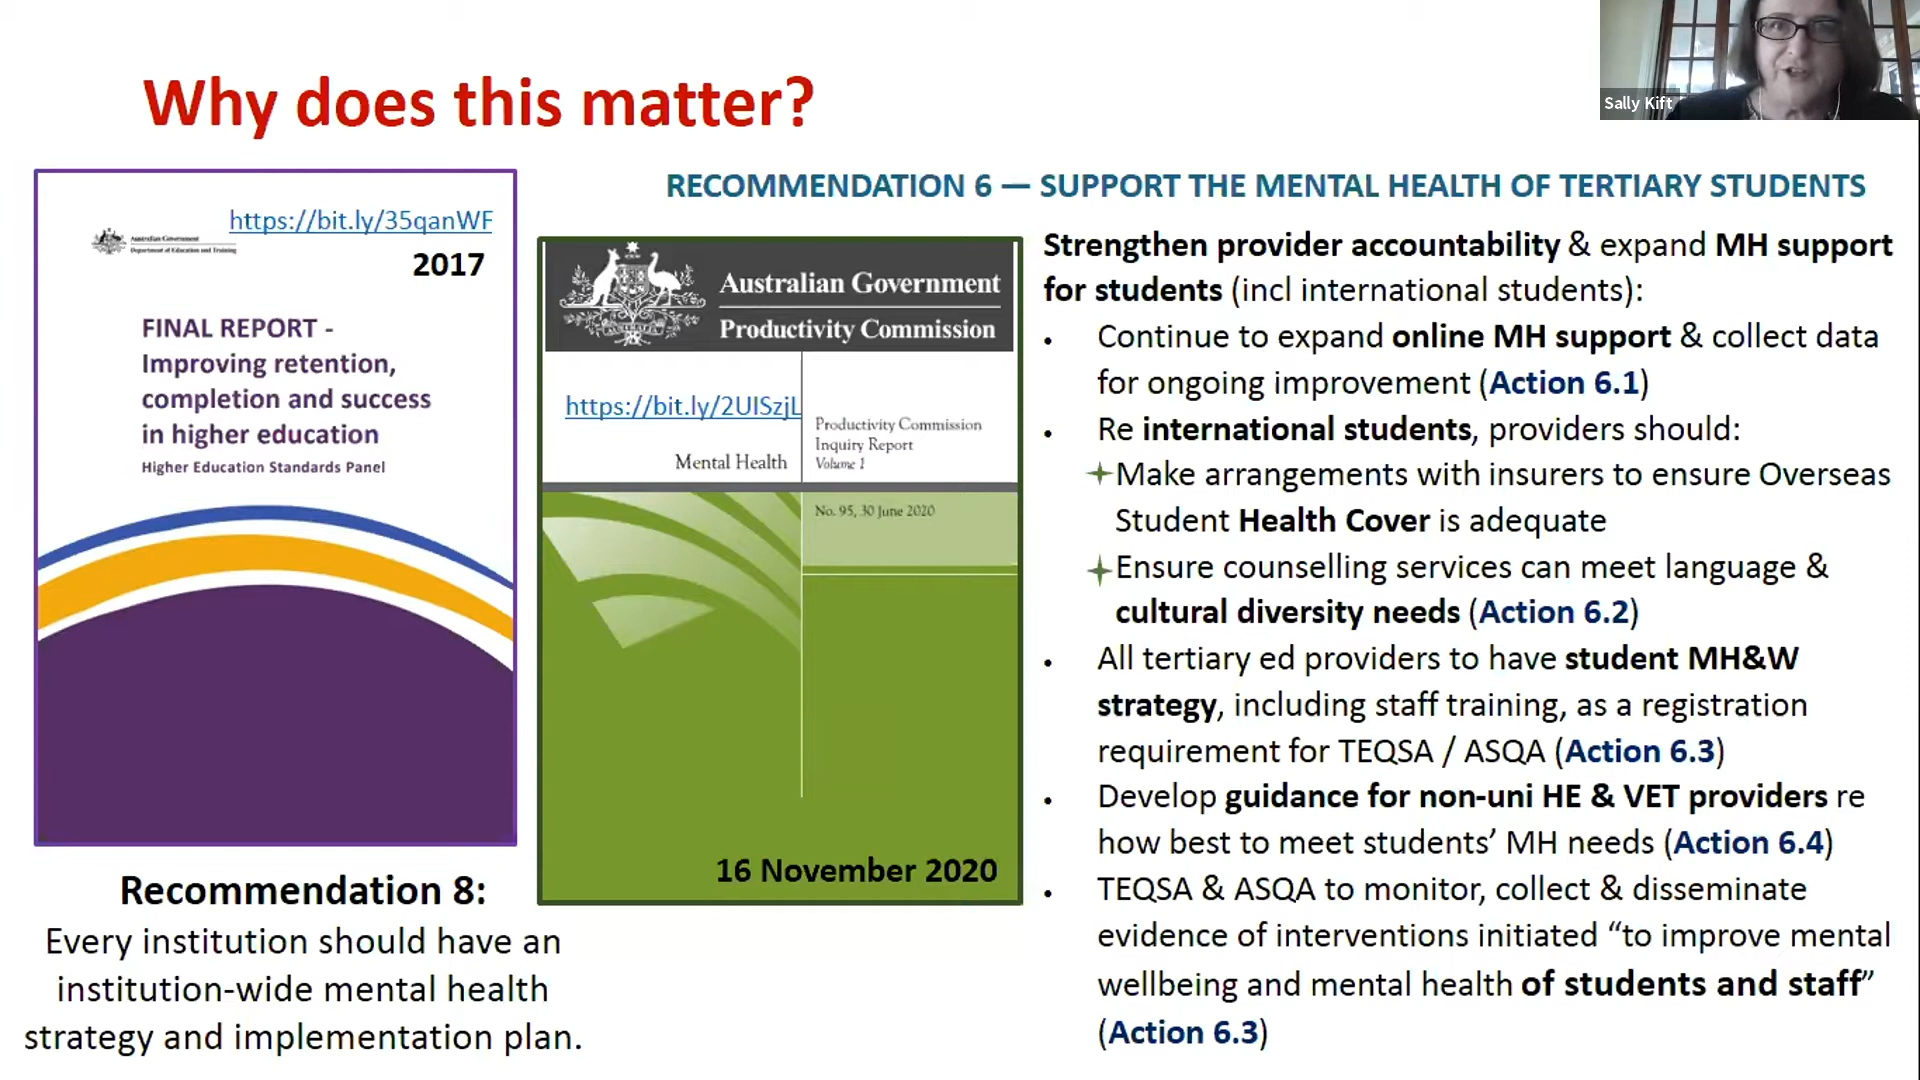 Why does this matter?
Sally Kift
https://bit.ly/35qanWF
Australian Government
Department of Education and Training
2017
FINAL REPORT -
Improving retention,
completion and success
in higher education
Higher Education Standards Panel
Recommendation 8:
Every institution should have an
institution-wide mental health
strategy and implementation plan.
Australian Government
Productivity Commission
https://bit.ly/2UISzjL
Mental Health
Productivity Commission
Inquiry Report
Volume 1
No. 95, 30 June 2020
16 November 2020
RECOMMENDATION 6 — SUPPORT THE MENTAL HEALTH OF TERTIARY STUDENTS
Strengthen provider accountability & expand MH support
for students (incl international students):
• Continue to expand online MH support & collect data
for ongoing improvement (Action 6.1)
• Re international students, providers should:
Make arrangements with insurers to ensure Overseas
Student Health Cover is adequate
Ensure counselling services can meet language &
cultural diversity needs (Action 6.2)
• All tertiary ed providers to have student MH&W
strategy, including staff training, as a registration
requirement for TEQSA / ASQA (Action 6.3)
• Develop guidance for non-uni HE & VET providers re
how best to meet students’ MH needs (Action 6.4)
• TEQSA & ASQA to monitor, collect & disseminate
evidence of interventions initiated “to improve mental
wellbeing and mental health of students and staff”
(Action 6.3)